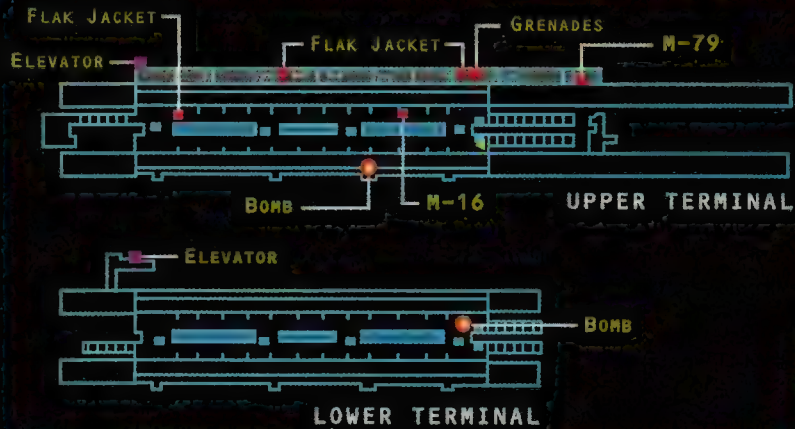 FLAK JACKET
GRENADES
FLAK JACKET
M-79
ELEVATOR
BOMB
M-16
UPPER TERMINAL
ELEVATOR
BOMB
LOWER TERMINAL